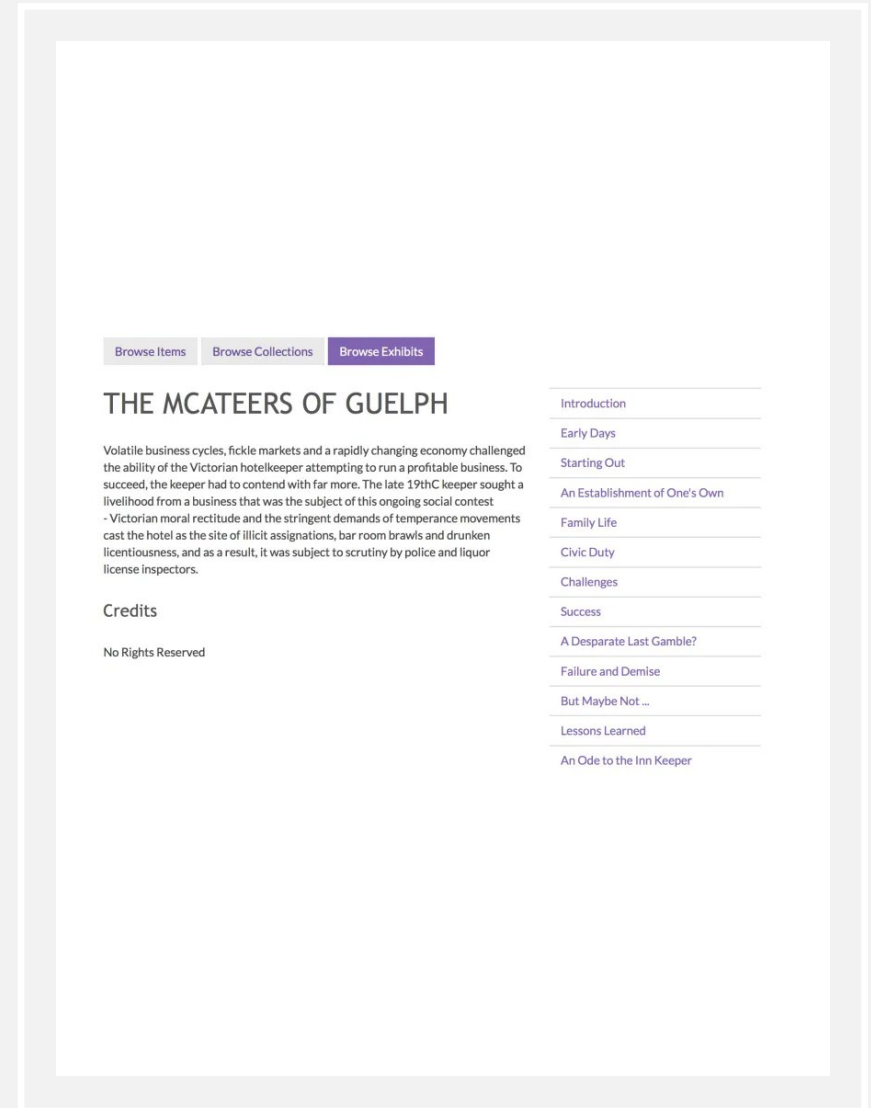 Browse Items
Browse Collections
Browse Exhibits
THE MCATEERS OF GUELPH
Volatile business cycles, fickle markets and a rapidly changing economy challenged
the ability of the Victorian hotelkeeper attempting to run a profitable business. To
succeed, the keeper had to contend with far more. The late 19thC keeper sought a
livelihood from a business that was the subject of this ongoing social contest
- Victorian moral rectitude and the stringent demands of temperance movements
cast the hotel as the site of illicit assignations, bar room brawls and drunken
licentiousness, and as a result, it was subject to scrutiny by police and liquor
license inspectors.
Credits
No Rights Reserved
Introduction
Early Days
Starting Out
An Establishment of One's Own
Family Life
Civic Duty
Challenges
Success
A Desparate Last Gamble?
Failure and Demise
But Maybe Not ...
Lessons Learned
An Ode to the Inn Keeper